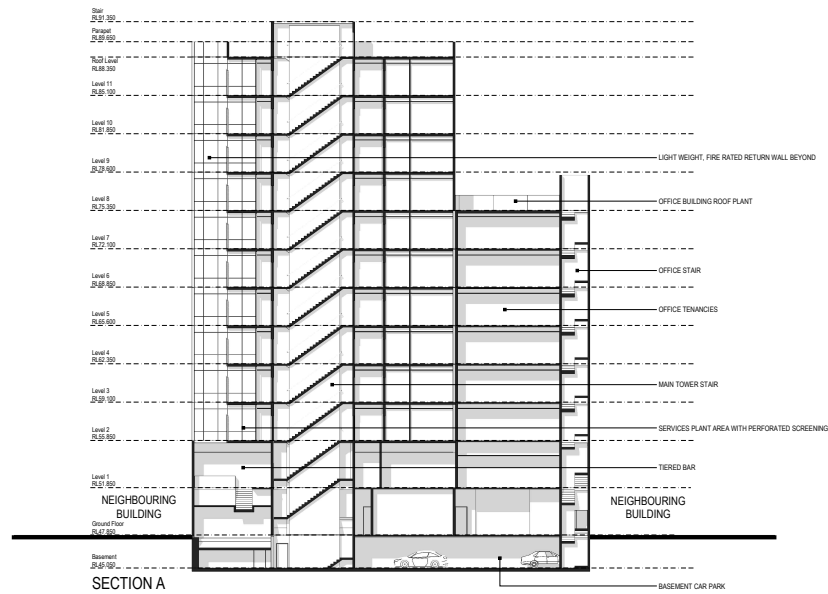 Stair
RL91.350
Parapet
RL89.650
Roof Level
RL88.350
Level 11
RL85.100
Level 10
RL81.850
Level 9
RL78.600
LIGHT WEIGHT, FIRE RATED RETURN WALL BEYOND
Level 8
RL75.350
OFFICE BUILDING ROOF PLANT
Level 7
RL72.100
Level 6
RL68.850
OFFICE STAIR
Level 5
RL65.600
OFFICE TENANCIES
Level 4
RL62.350
Level 3
RL59.100
MAIN TOWER STAIR
Level 2
RL55.850
SERVICES PLANT AREA WITH PERFORATED SCREENING
Level 1
RL51.850
TIERED BAR
NEIGHBOURING
BUILDING
NEIGHBOURING
BUILDING
Ground Floor
RL47.850
Basement
RL45.050
SECTION A
BASEMENT CAR PARK